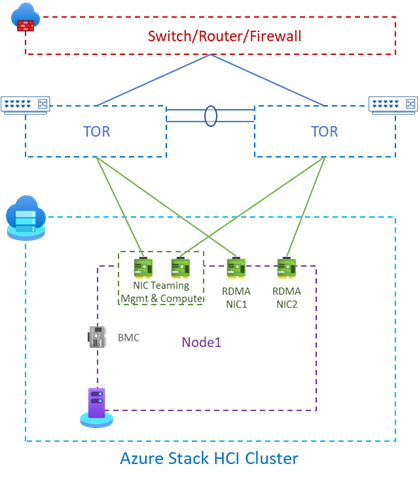 Switch/Router/Firewall
TOR
TOR
NIC Teaming
Mgmt & Computer
RDMA
NIC1
RDMA
NIC2
BMC
Node1
Azure Stack HCI Cluster